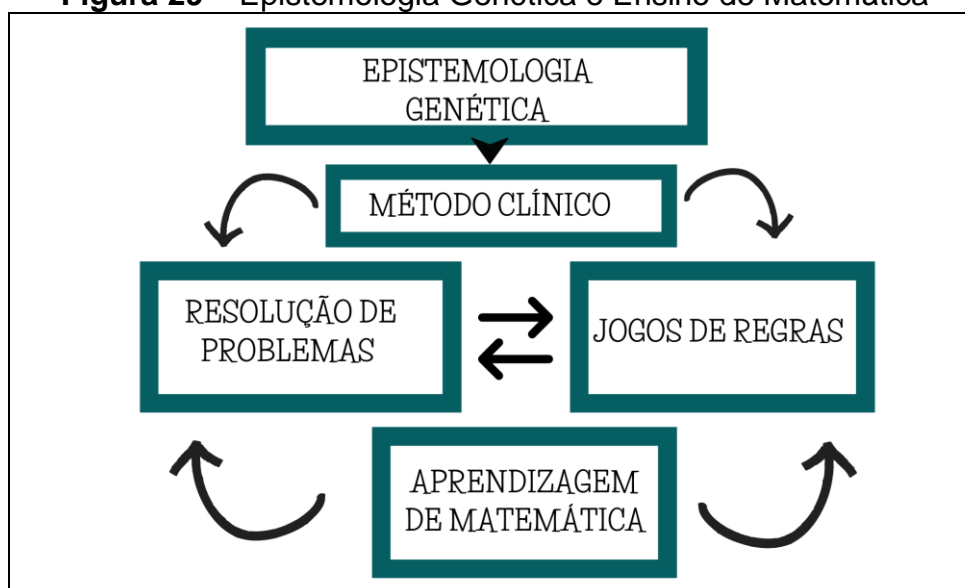 Figura 29 – Epistemologia Genética e Ensino de Matemática
EPISTEMOLOGIA
GENÉTICA
MÉTODO CLÍNICO
RESOLUÇÃO DE
PROBLEMAS
JOGOS DE REGRAS
APRENDIZAGEM
DE MATEMÁTICA